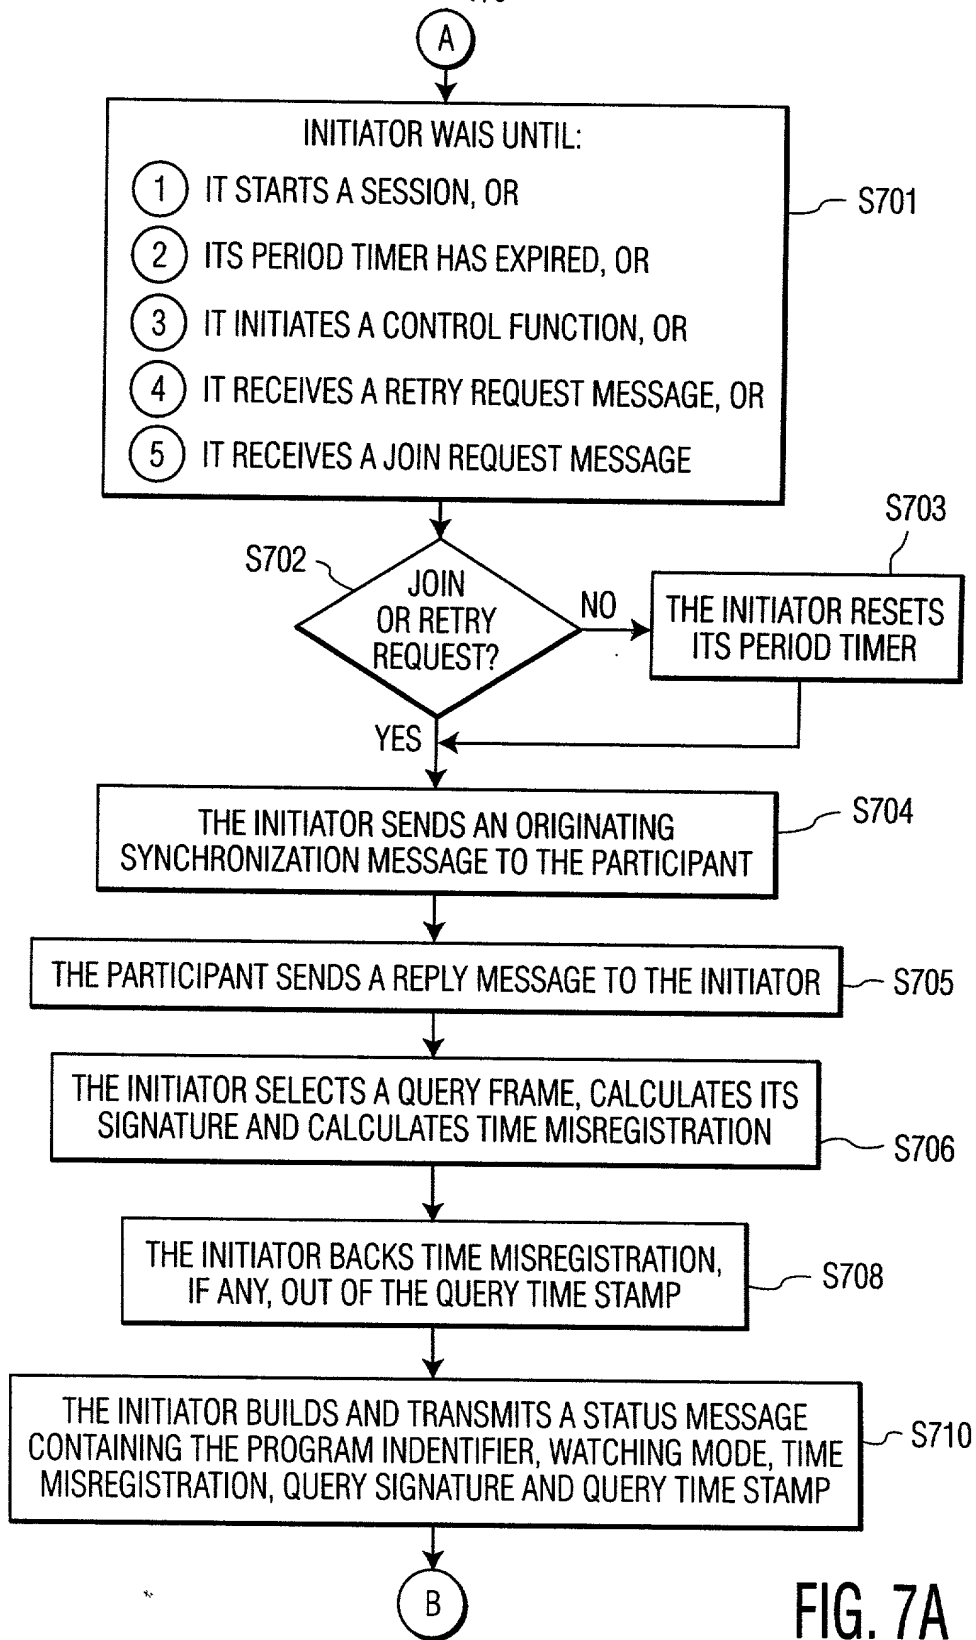 A
INITIATOR WAIS UNTIL:
1 IT STARTS A SESSION, OR
2 ITS PERIOD TIMER HAS EXPIRED, OR
3 IT INITIATES A CONTROL FUNCTION, OR
4 IT RECEIVES A RETRY REQUEST MESSAGE, OR
5 IT RECEIVES A JOIN REQUEST MESSAGE
S701
S702
JOIN
OR RETRY
REQUEST?
NO
YES
S703
THE INITIATOR RESETS
ITS PERIOD TIMER
THE INITIATOR SENDS AN ORIGINATING
SYNCHRONIZATION MESSAGE TO THE PARTICIPANT
S704
THE PARTICIPANT SENDS A REPLY MESSAGE TO THE INITIATOR
S705
THE INITIATOR SELECTS A QUERY FRAME, CALCULATES ITS
SIGNATURE AND CALCULATES TIME MISREGISTRATION
S706
THE INITIATOR BACKS TIME MISREGISTRATION,
IF ANY, OUT OF THE QUERY TIME STAMP
S708
THE INITIATOR BUILDS AND TRANSMITS A STATUS MESSAGE
CONTAINING THE PROGRAM INDENTIFIER, WATCHING MODE, TIME
MISREGISTRATION, QUERY SIGNATURE AND QUERY TIME STAMP
S710
B
FIG. 7A